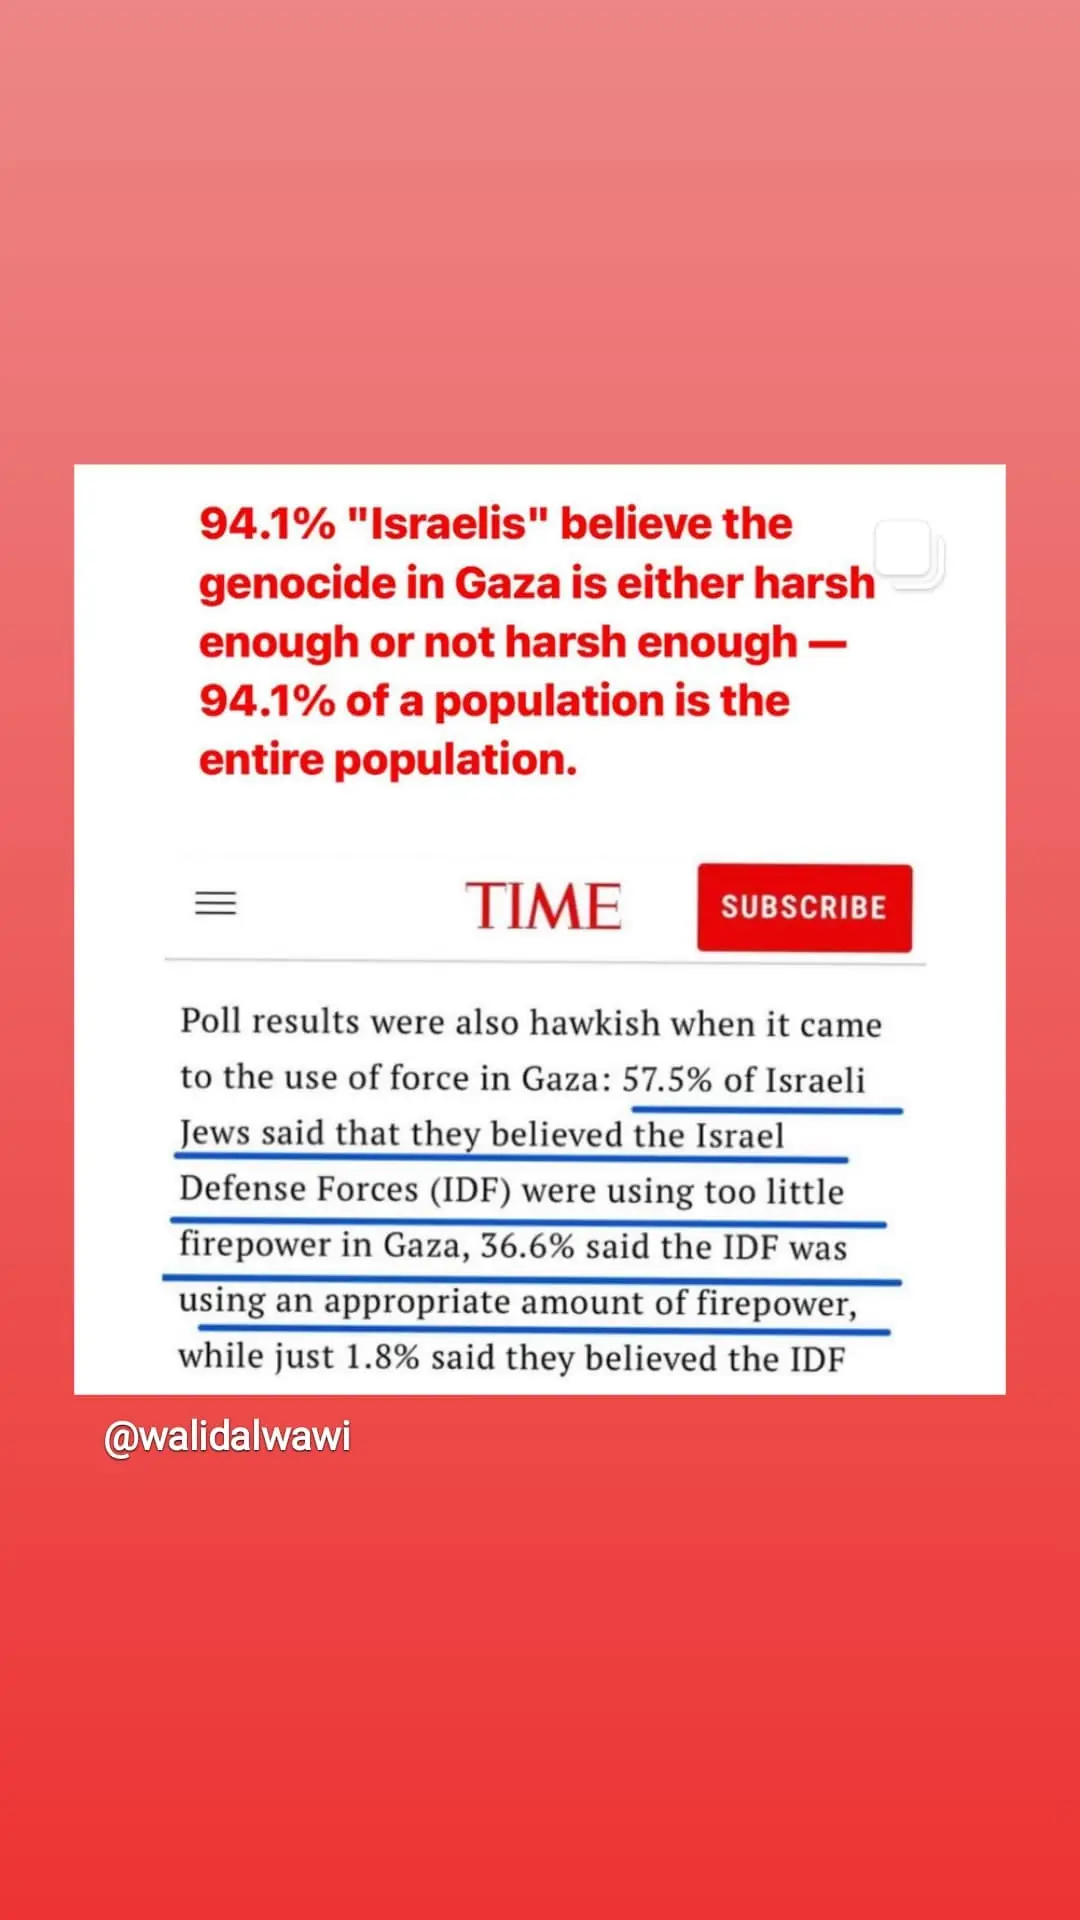 94.1% "Israelis" believe the
genocide in Gaza is either harsh
enough or not harsh enough —
94.1% of a population is the
entire population.
TIME
SUBSCRIBE
Poll results were also hawkish when it came
to the use of force in Gaza: 57.5% of Israeli
Jews said that they believed the Israel
Defense Forces (IDF) were using too little
firepower in Gaza, 36.6% said the IDF was
using an appropriate amount of firepower,
while just 1.8% said they believed the IDF
@walidalwawi